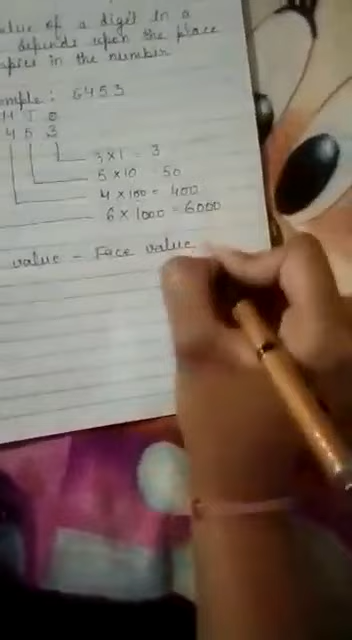 value of a digit in a
depends upon the place
in the number
mple : 6453
H T O
4 5 3
3 x 1 = 3
5 x 10 = 50
4 x 100 = 400
6 x 1000 = 6000
value - Face value